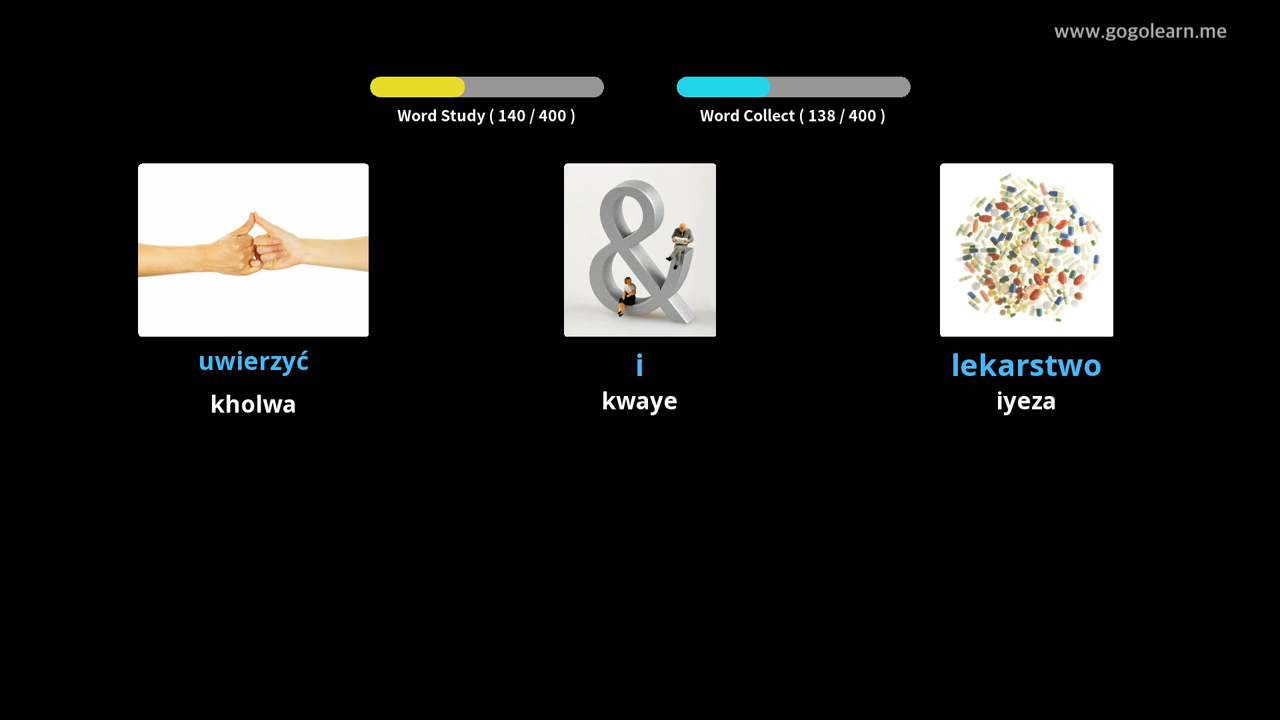 www.gogolearn.me
Word Study ( 140 / 400 )
Word Collect ( 138 / 400 )
uwierzyć
i
lekarstwo
kholwa
kwaye
iyeza